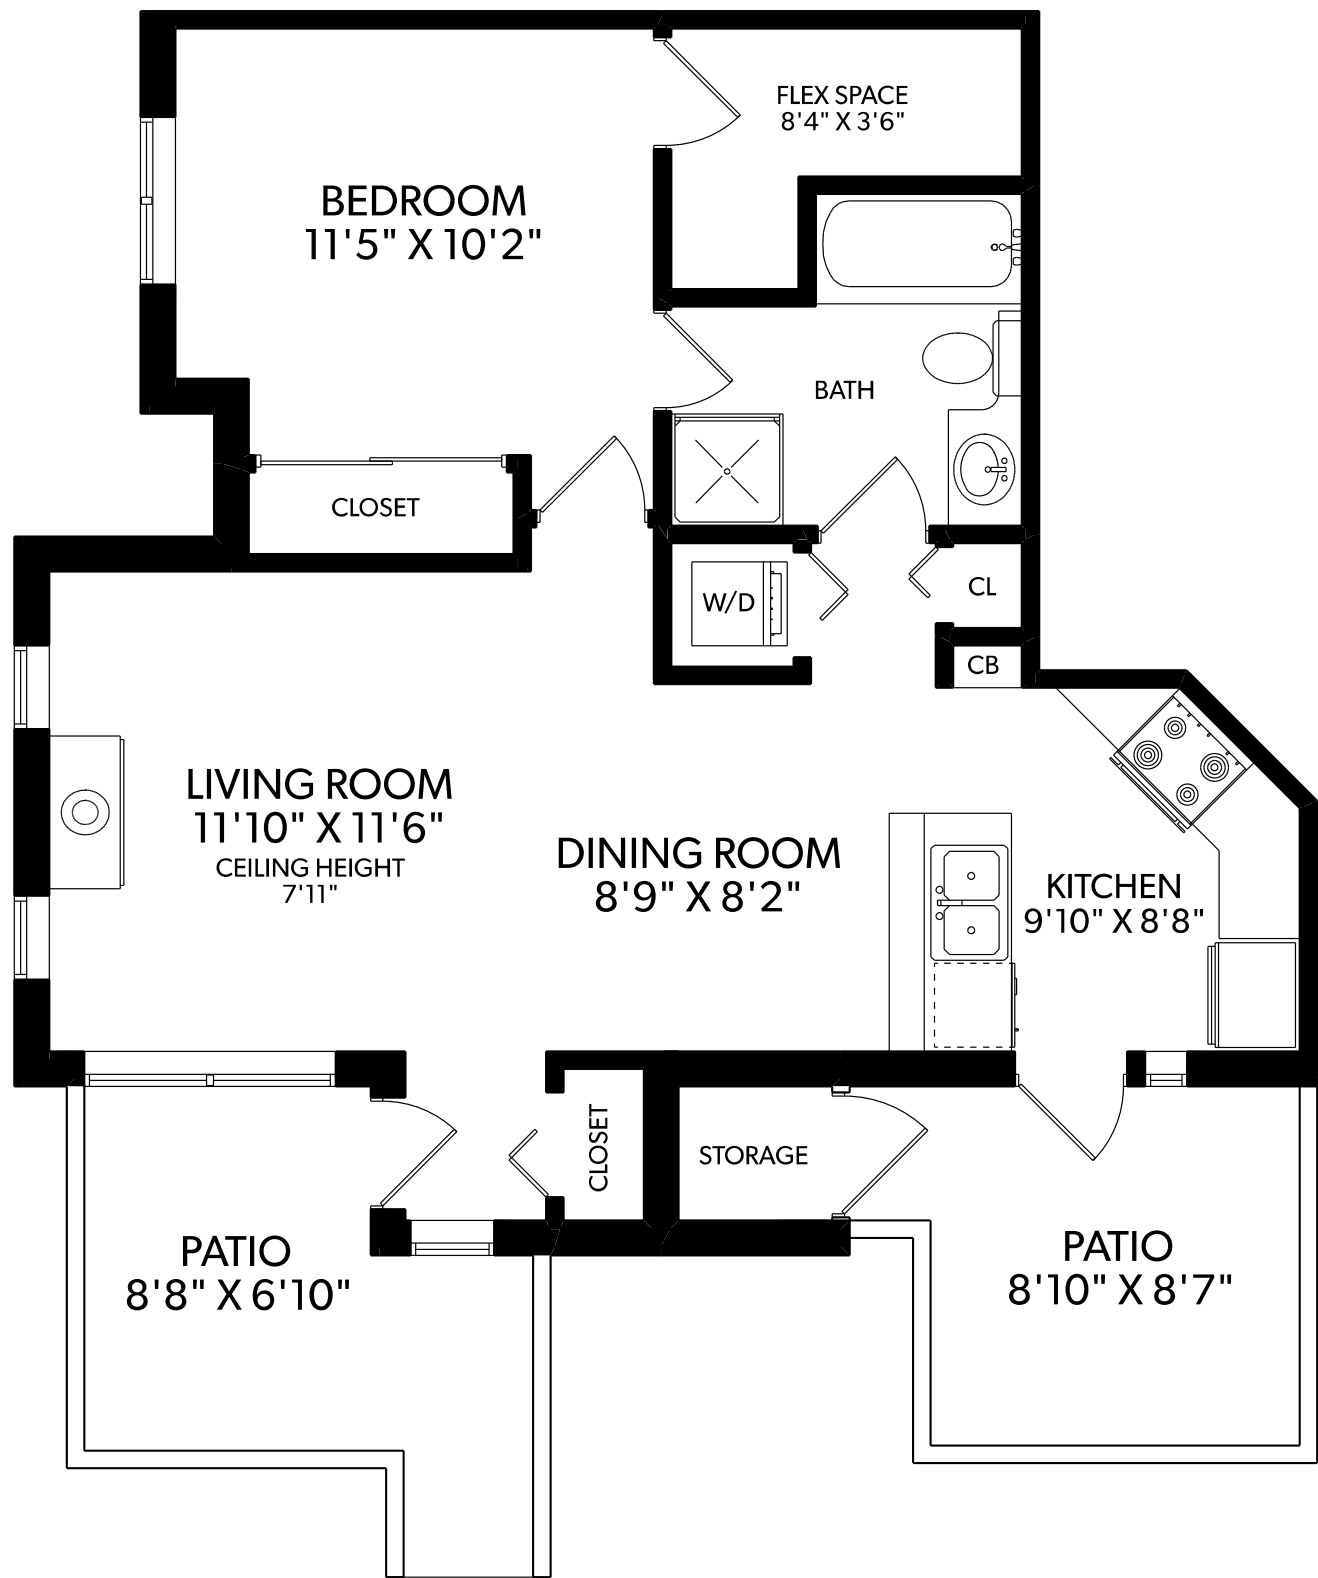 FLEX SPACE
8'4" X 3'6"
BEDROOM
11'5" X 10'2"
BATH
CLOSET
W/D
CL
CB
LIVING ROOM
11'10" X 11'6"
CEILING HEIGHT
7'11"
DINING ROOM
8'9" X 8'2"
KITCHEN
9'10" X 8'8"
CLOSET
STORAGE
PATIO
8'8" X 6'10"
PATIO
8'10" X 8'7"